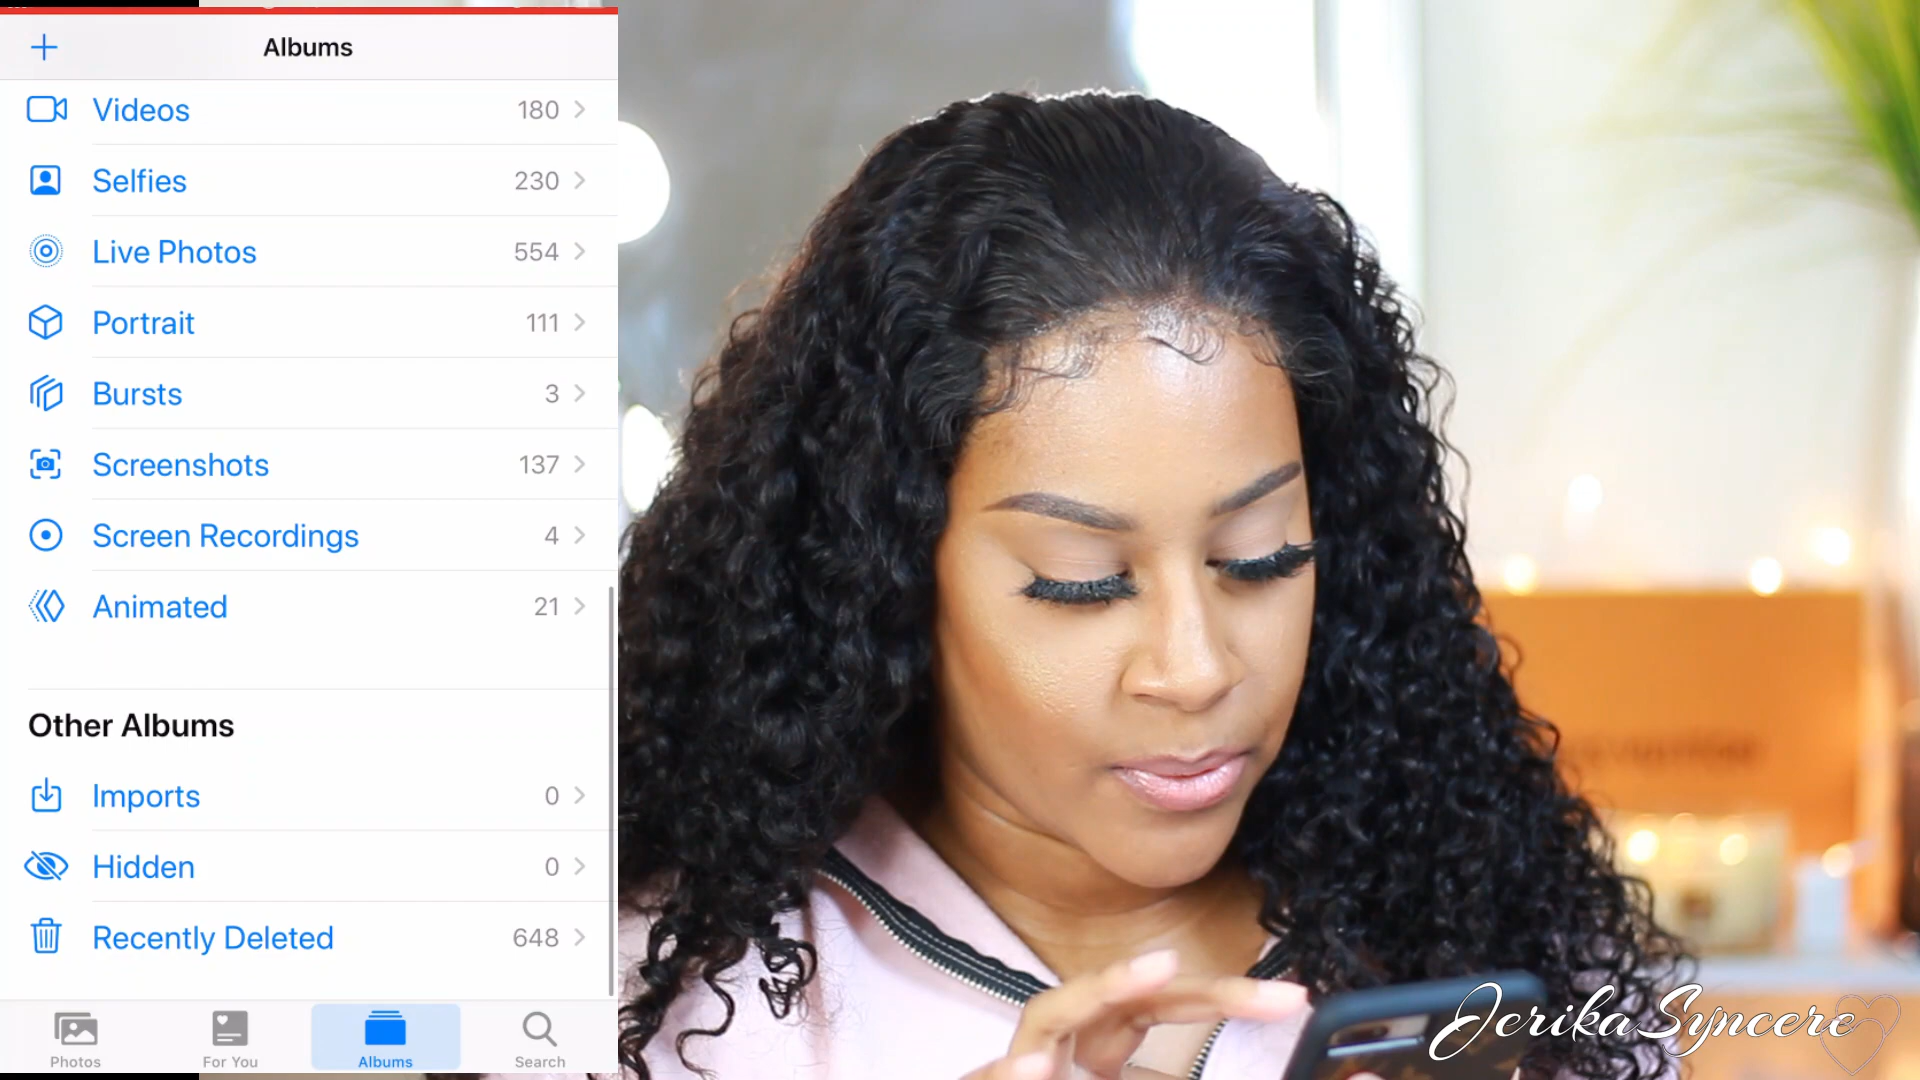 Albums
Videos 180
Selfies 230
Live Photos 554
Portrait 111
Bursts 3
Screenshots 137
Screen Recordings 4
Animated 21
Other Albums
Imports 0
Hidden 0
Recently Deleted 648
Photos For You Albums Search
Jerika Syncere